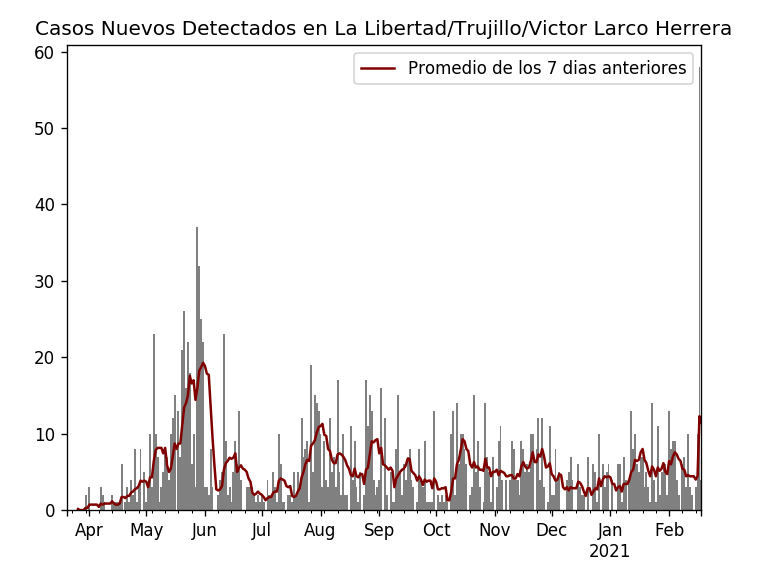 Casos Nuevos Detectados en La Libertad/Trujillo/Victor Larco Herrera
Promedio de los 7 dias anteriores
60
50
40
30
20
10
0
Apr May Jun Jul Aug Sep Oct Nov Dec Jan Feb
2021